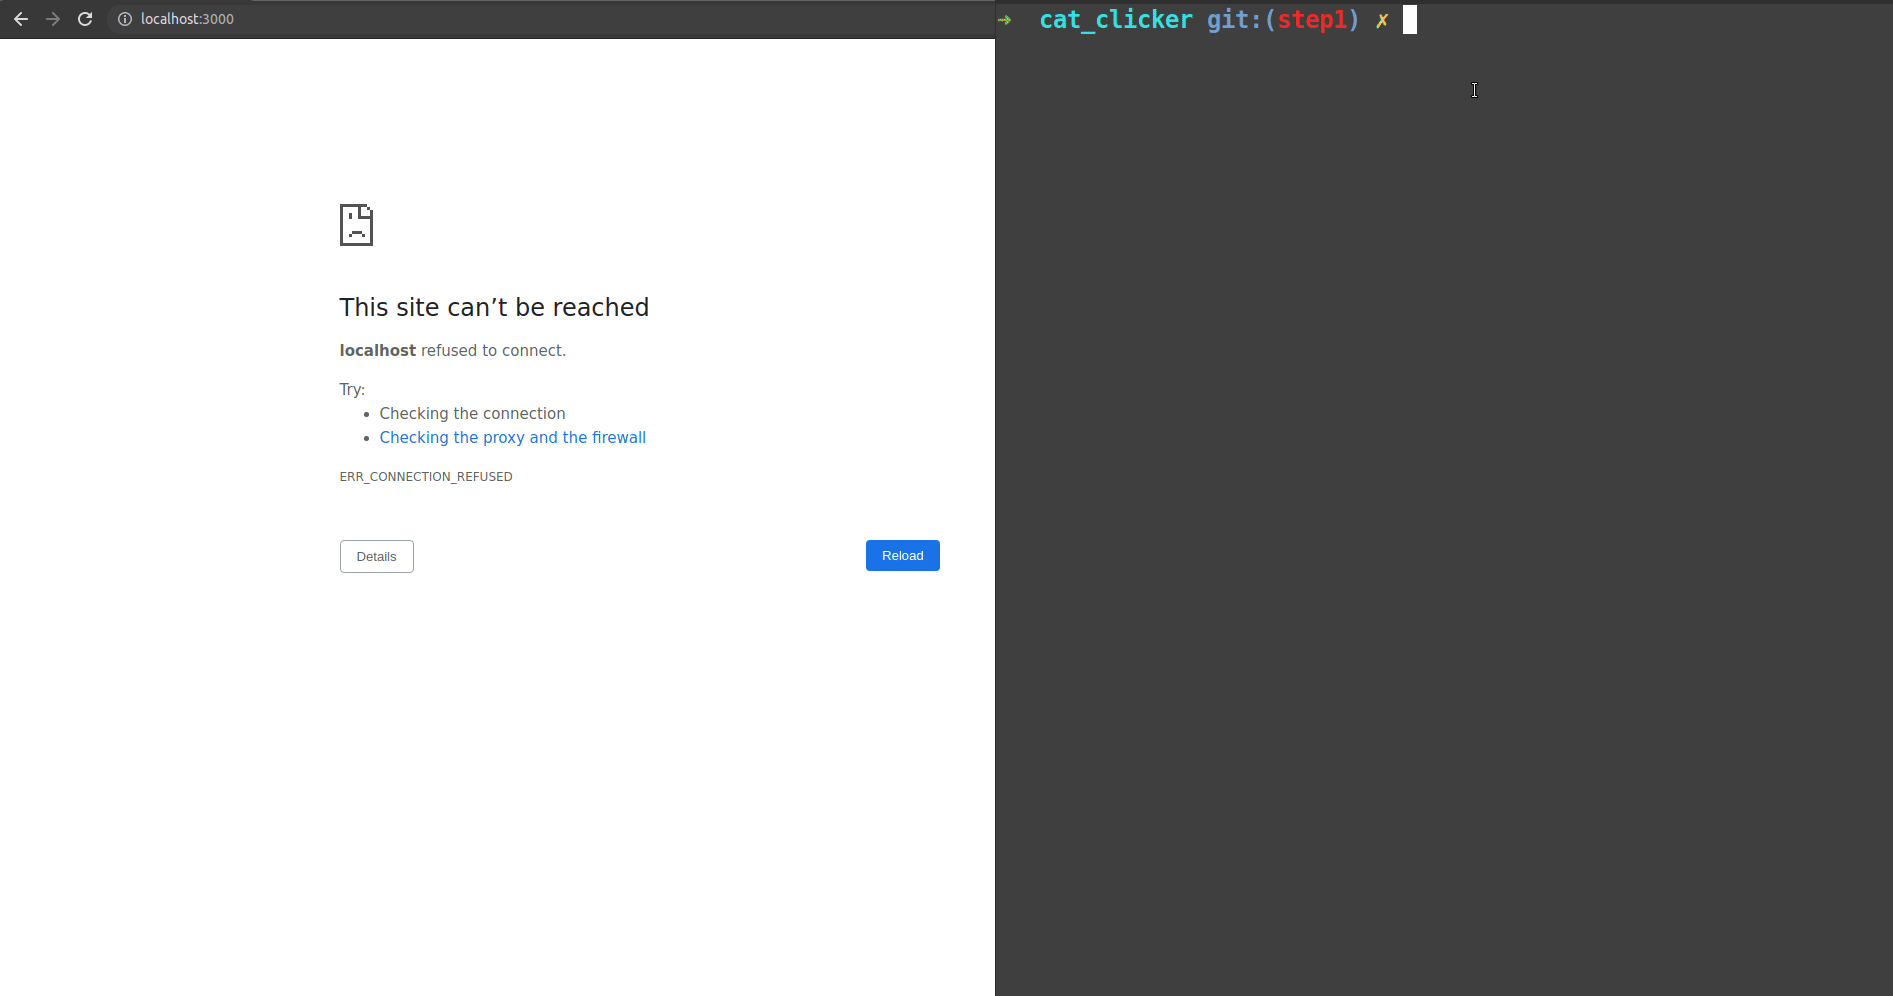 localhost:3000
This site can’t be reached
localhost refused to connect.
Try:
• Checking the connection
• Checking the proxy and the firewall
ERR_CONNECTION_REFUSED
Details
Reload
➜ cat_clicker git:(step1) ✗